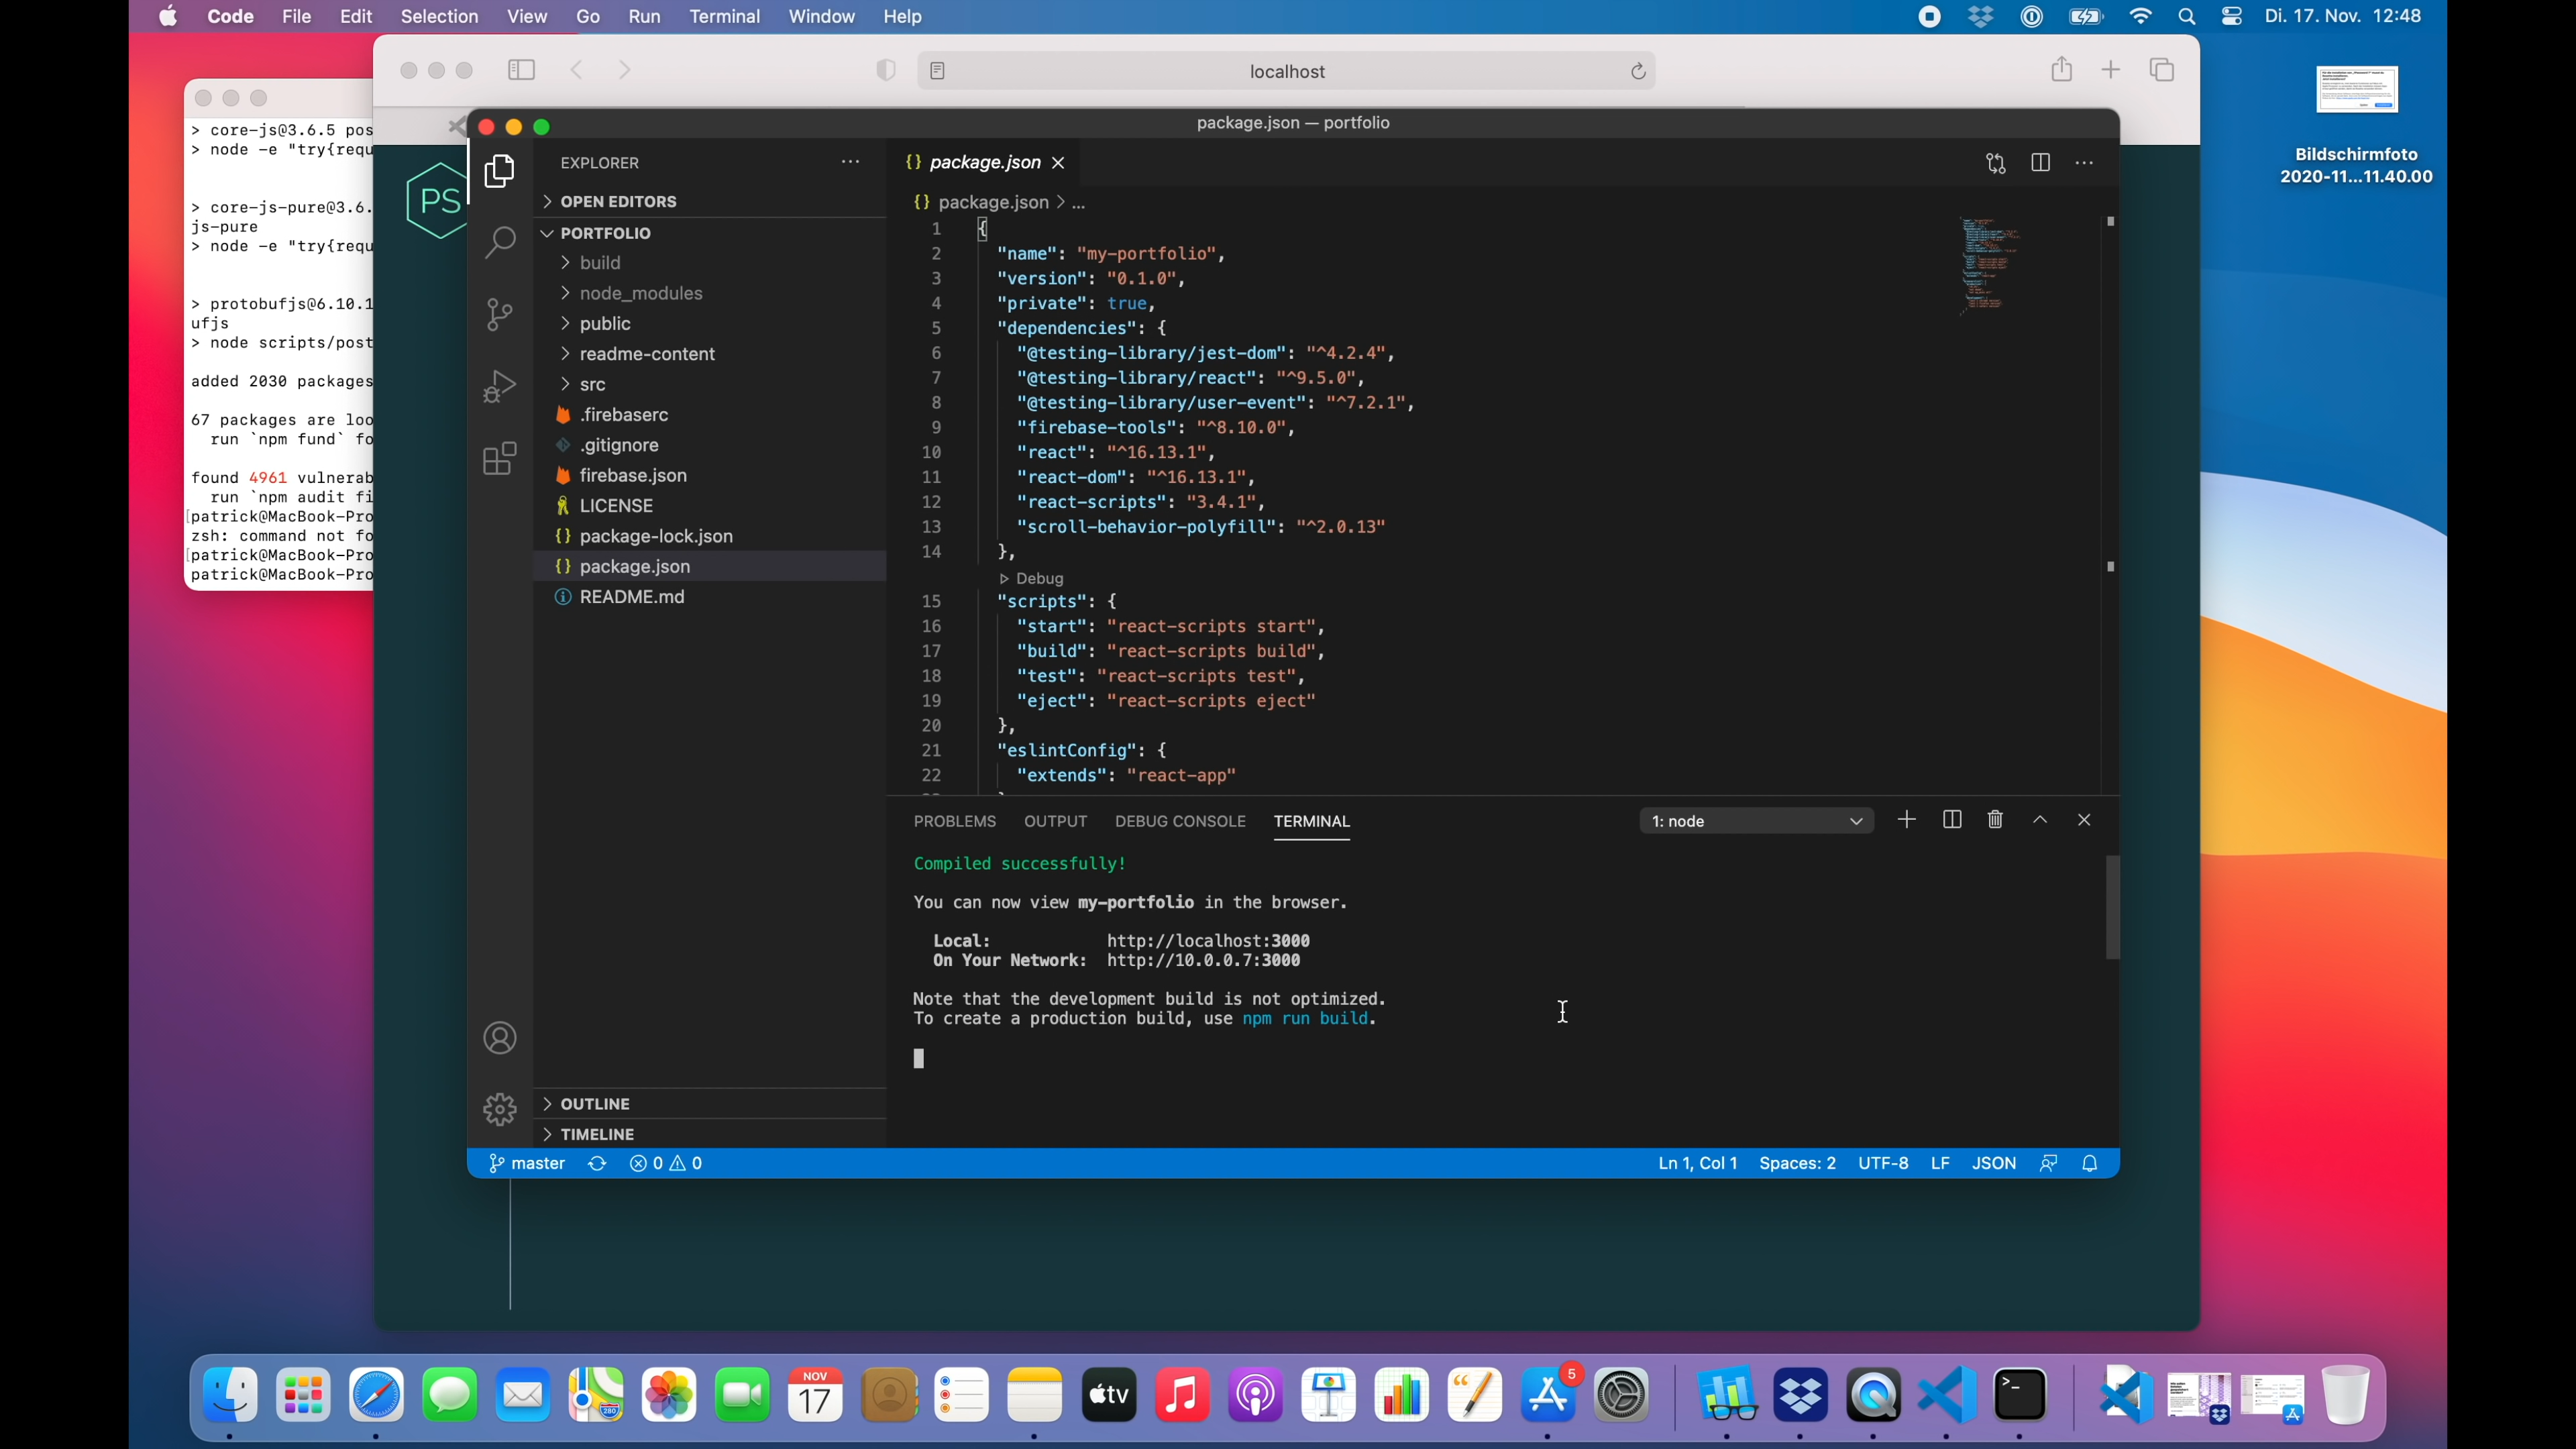 Code File Edit Selection View Go Run Terminal Window Help
Di. 17. Nov. 12:48
localhost
Bildschirmfoto
2020-11...11.40.00
> core-js@3.6.5 pos
> node -e "try{requ
> core-js-pure@3.6.
js-pure
> node -e "try{requ
> protobufjs@6.10.1
ufjs
> node scripts/post
added 2030 packages
67 packages are loo
run `npm fund` fo
found 4961 vulnerab
run `npm audit fi
[patrick@MacBook-Pro
zsh: command not fo
[patrick@MacBook-Pro
patrick@MacBook-Pro
PS
package.json — portfolio
EXPLORER
OPEN EDITORS
PORTFOLIO
build
node_modules
public
readme-content
src
.firebaserc
.gitignore
firebase.json
LICENSE
{} package-lock.json
{} package.json
README.md
OUTLINE
TIMELINE
{} package.json
{} package.json > ...
1 {
2 "name": "my-portfolio",
3 "version": "0.1.0",
4 "private": true,
5 "dependencies": {
6 "@testing-library/jest-dom": "^4.2.4",
7 "@testing-library/react": "^9.5.0",
8 "@testing-library/user-event": "^7.2.1",
9 "firebase-tools": "^8.10.0",
10 "react": "^16.13.1",
11 "react-dom": "^16.13.1",
12 "react-scripts": "3.4.1",
13 "scroll-behavior-polyfill": "^2.0.13"
14 },
Debug
15 "scripts": {
16 "start": "react-scripts start",
17 "build": "react-scripts build",
18 "test": "react-scripts test",
19 "eject": "react-scripts eject"
20 },
21 "eslintConfig": {
22 "extends": "react-app"
PROBLEMS OUTPUT DEBUG CONSOLE TERMINAL
1: node
Compiled successfully!
You can now view my-portfolio in the browser.
Local: http://localhost:3000
On Your Network: http://10.0.0.7:3000
Note that the development build is not optimized.
To create a production build, use npm run build.
master 0 0
Ln 1, Col 1 Spaces: 2 UTF-8 LF JSON
280
NOV
17
tv
5
>_